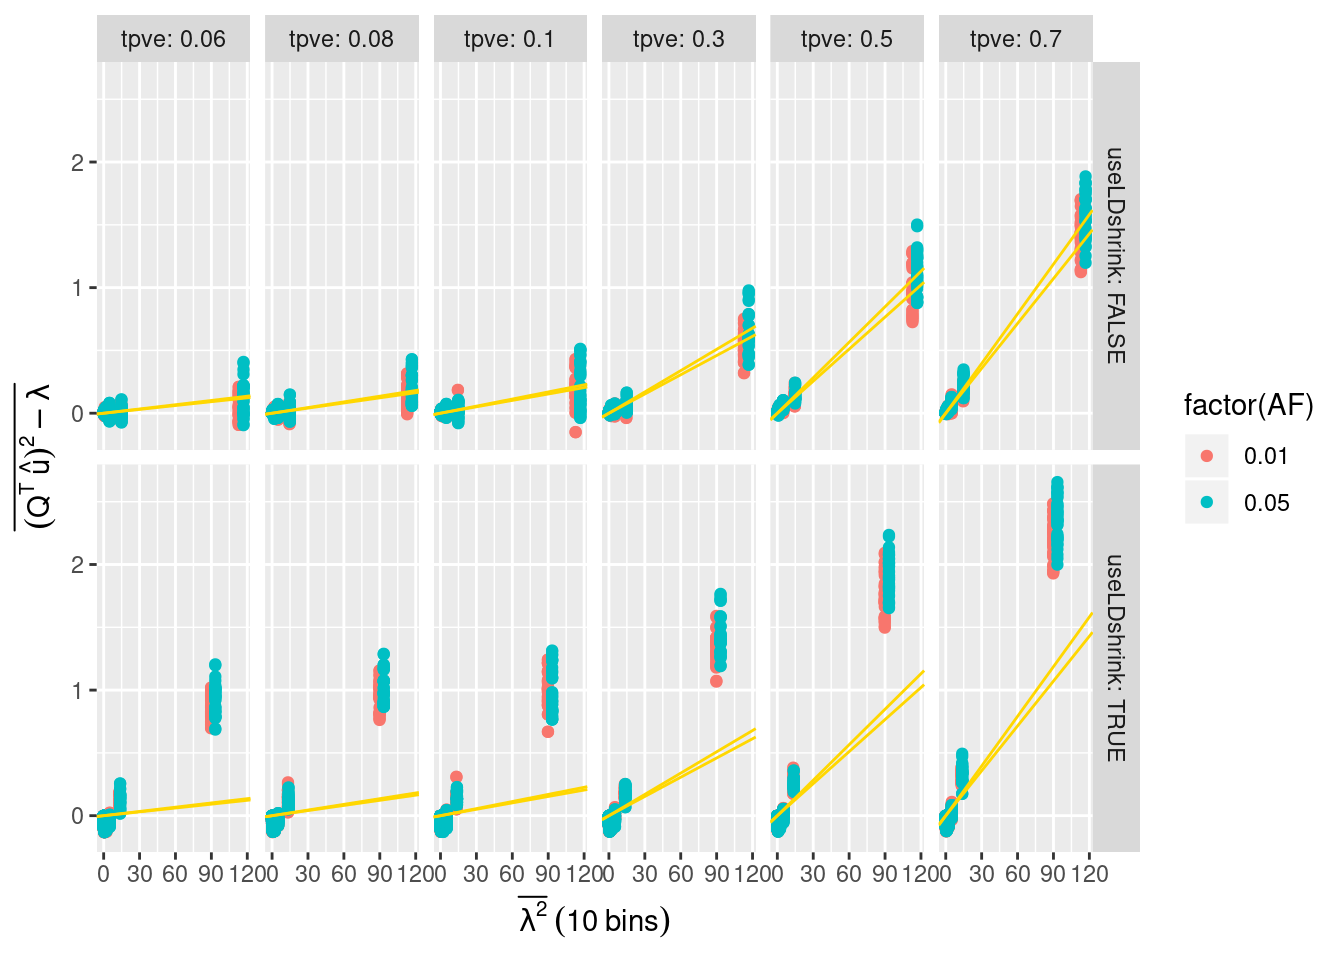 tpve: 0.06 tpve: 0.08 tpve: 0.1 tpve: 0.3 tpve: 0.5 tpve: 0.7
useLDshrink: FALSE
2
1
0
useLDshrink: TRUE
2
1
0
0 30 60 90 120 0 30 60 90 120 0 30 60 90 120 0 30 60 90 120 0 30 60 90 120 0 30 60 90 120
λ² (10 bins)
(Qᵀ û)² − λ
factor(AF)
0.01
0.05